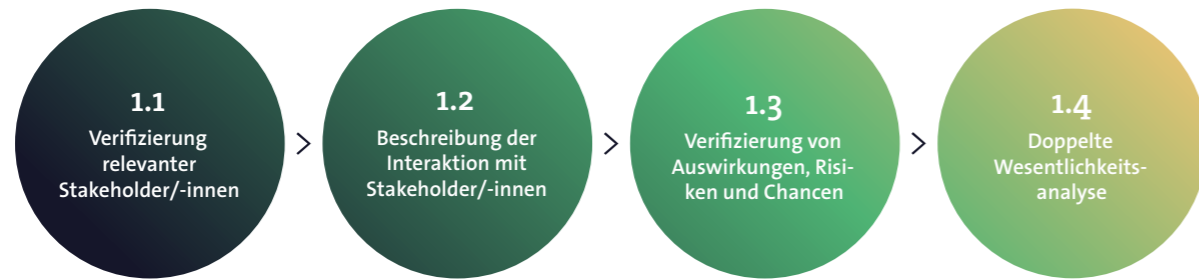 1.1
Verifizierung
relevanter
Stakeholder/-innen
>
1.2
Beschreibung der
Interaktion mit
Stakeholder/-innen
>
1.3
Verifizierung von
Auswirkungen, Risi-
ken und Chancen
>
1.4
Doppelte
Wesentlichkeits-
analyse